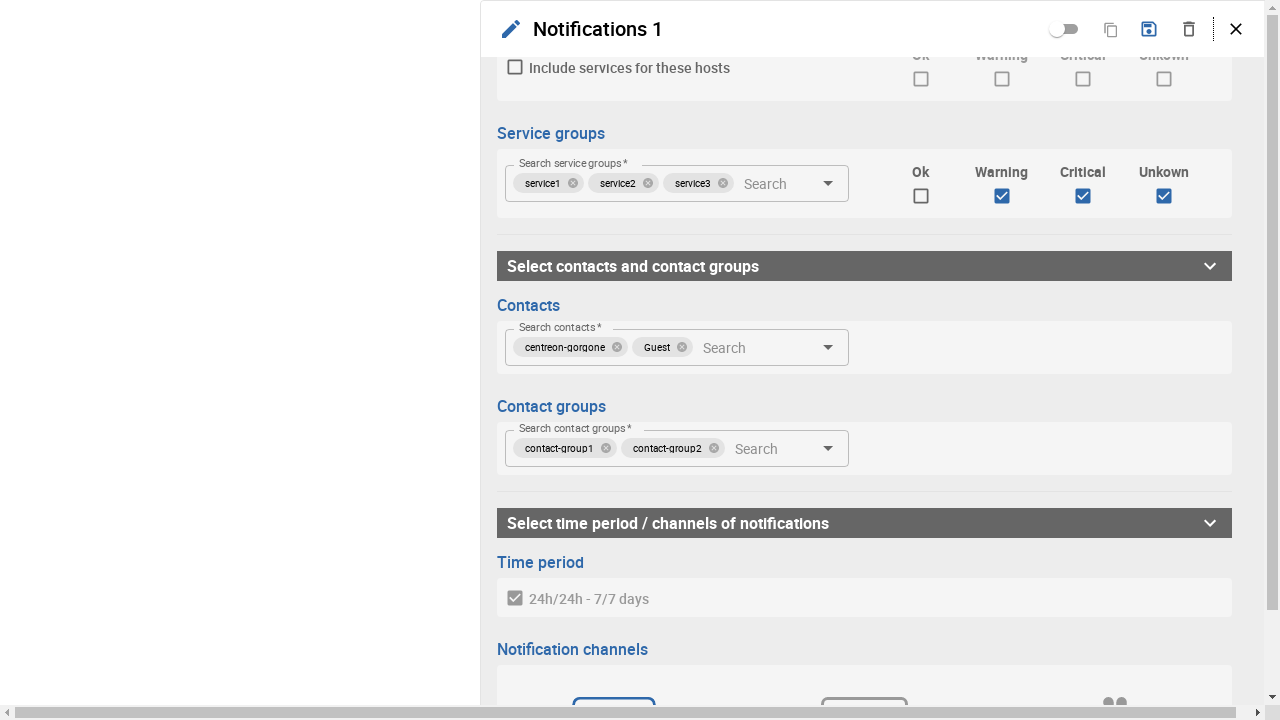 Notifications 1
Include services for these hosts
Ok Warning Critical Unkown
Service groups
Search service groups *
service1 service2 service3 Search
Ok Warning Critical Unkown
Select contacts and contact groups
Contacts
Search contacts *
centreon-gorgone Guest Search
Contact groups
Search contact groups *
contact-group1 contact-group2 Search
Select time period / channels of notifications
Time period
24h/24h - 7/7 days
Notification channels